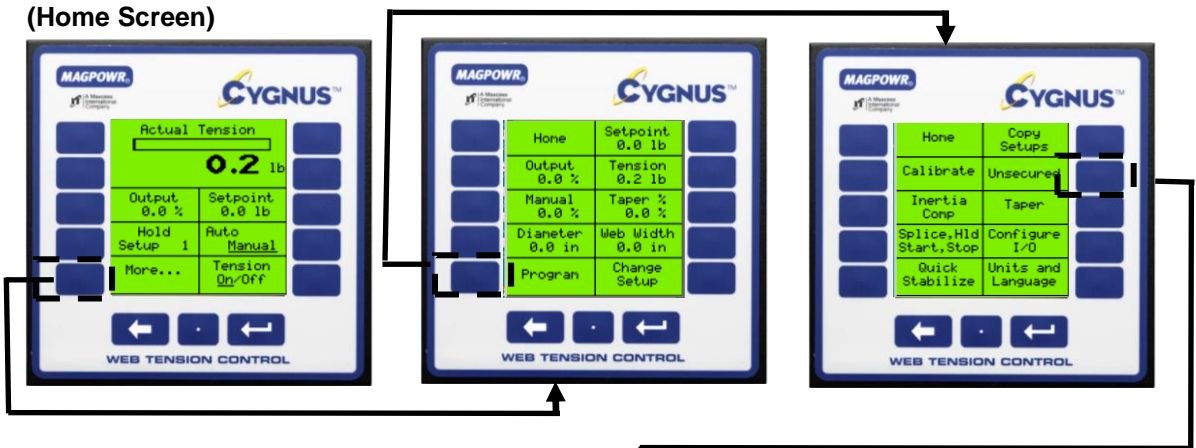 (Home Screen)
MAGPOWR®
A Maxcess
International
Company
CYGNUS™
Actual Tension
0.2 lb
Output
0.0 %
Setpoint
0.0 lb
Hold
Setup 1
Auto
Manual
More...
Tension
On/Off
WEB TENSION CONTROL
MAGPOWR®
A Maxcess
International
Company
CYGNUS™
Home
Setpoint
0.0 lb
Output
0.0 %
Tension
0.2 lb
Manual
0.0 %
Taper %
0.0 %
Diameter
0.0 in
Web Width
0.0 in
Program
Change
Setup
WEB TENSION CONTROL
MAGPOWR®
A Maxcess
International
Company
CYGNUS™
Home
Copy
Setups
Calibrate
Unsecured
Inertia
Comp
Taper
Splice,Hld
Start,Stop
Configure
I/O
Quick
Stabilize
Units and
Language
WEB TENSION CONTROL